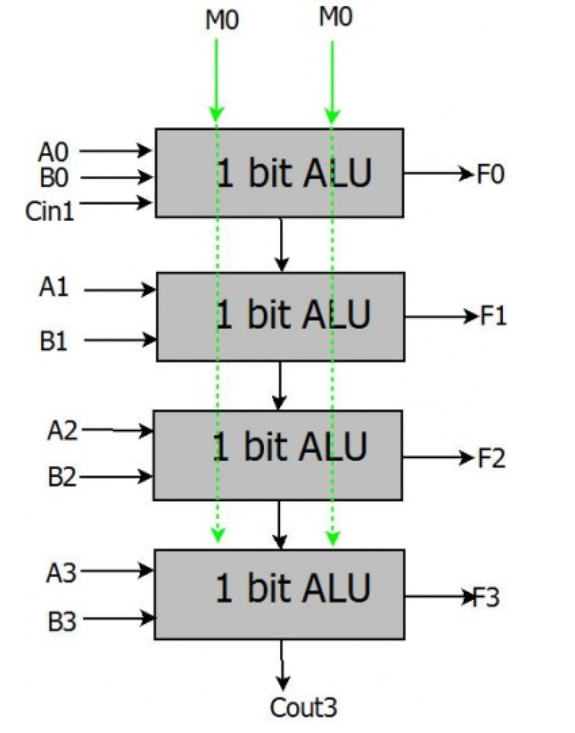 M0 M0
A0
B0
Cin1
1 bit ALU
F0
A1
B1
1 bit ALU
F1
A2
B2
1 bit ALU
F2
A3
B3
1 bit ALU
F3
Cout3